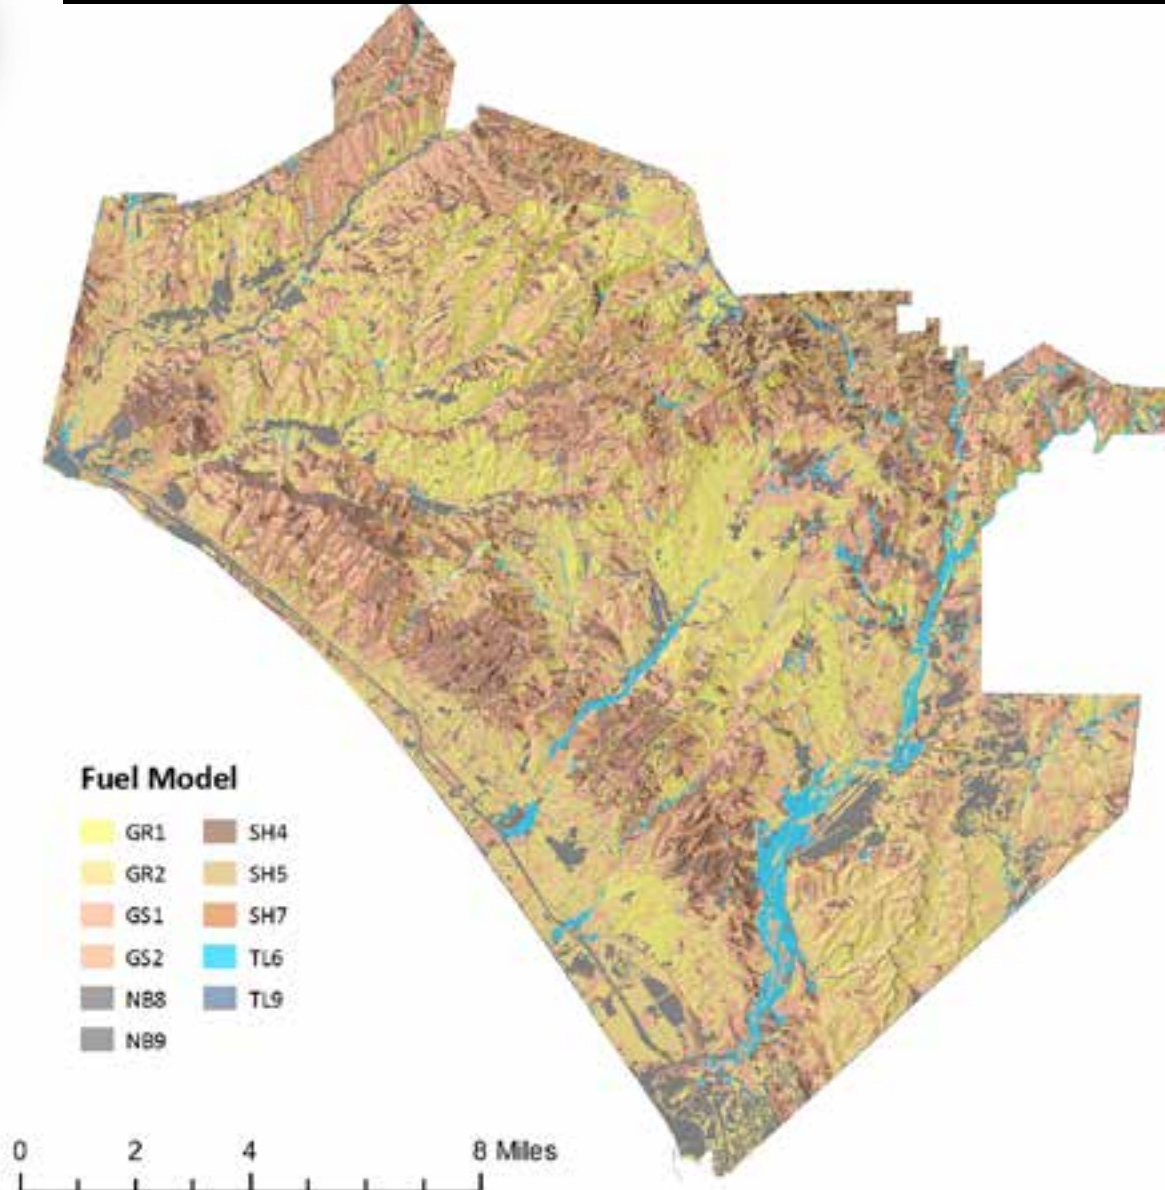 Fuel Model
GR1
GR2
GS1
GS2
NB8
NB9
SH4
SH5
SH7
TL6
TL9
0 2 4 8 Miles